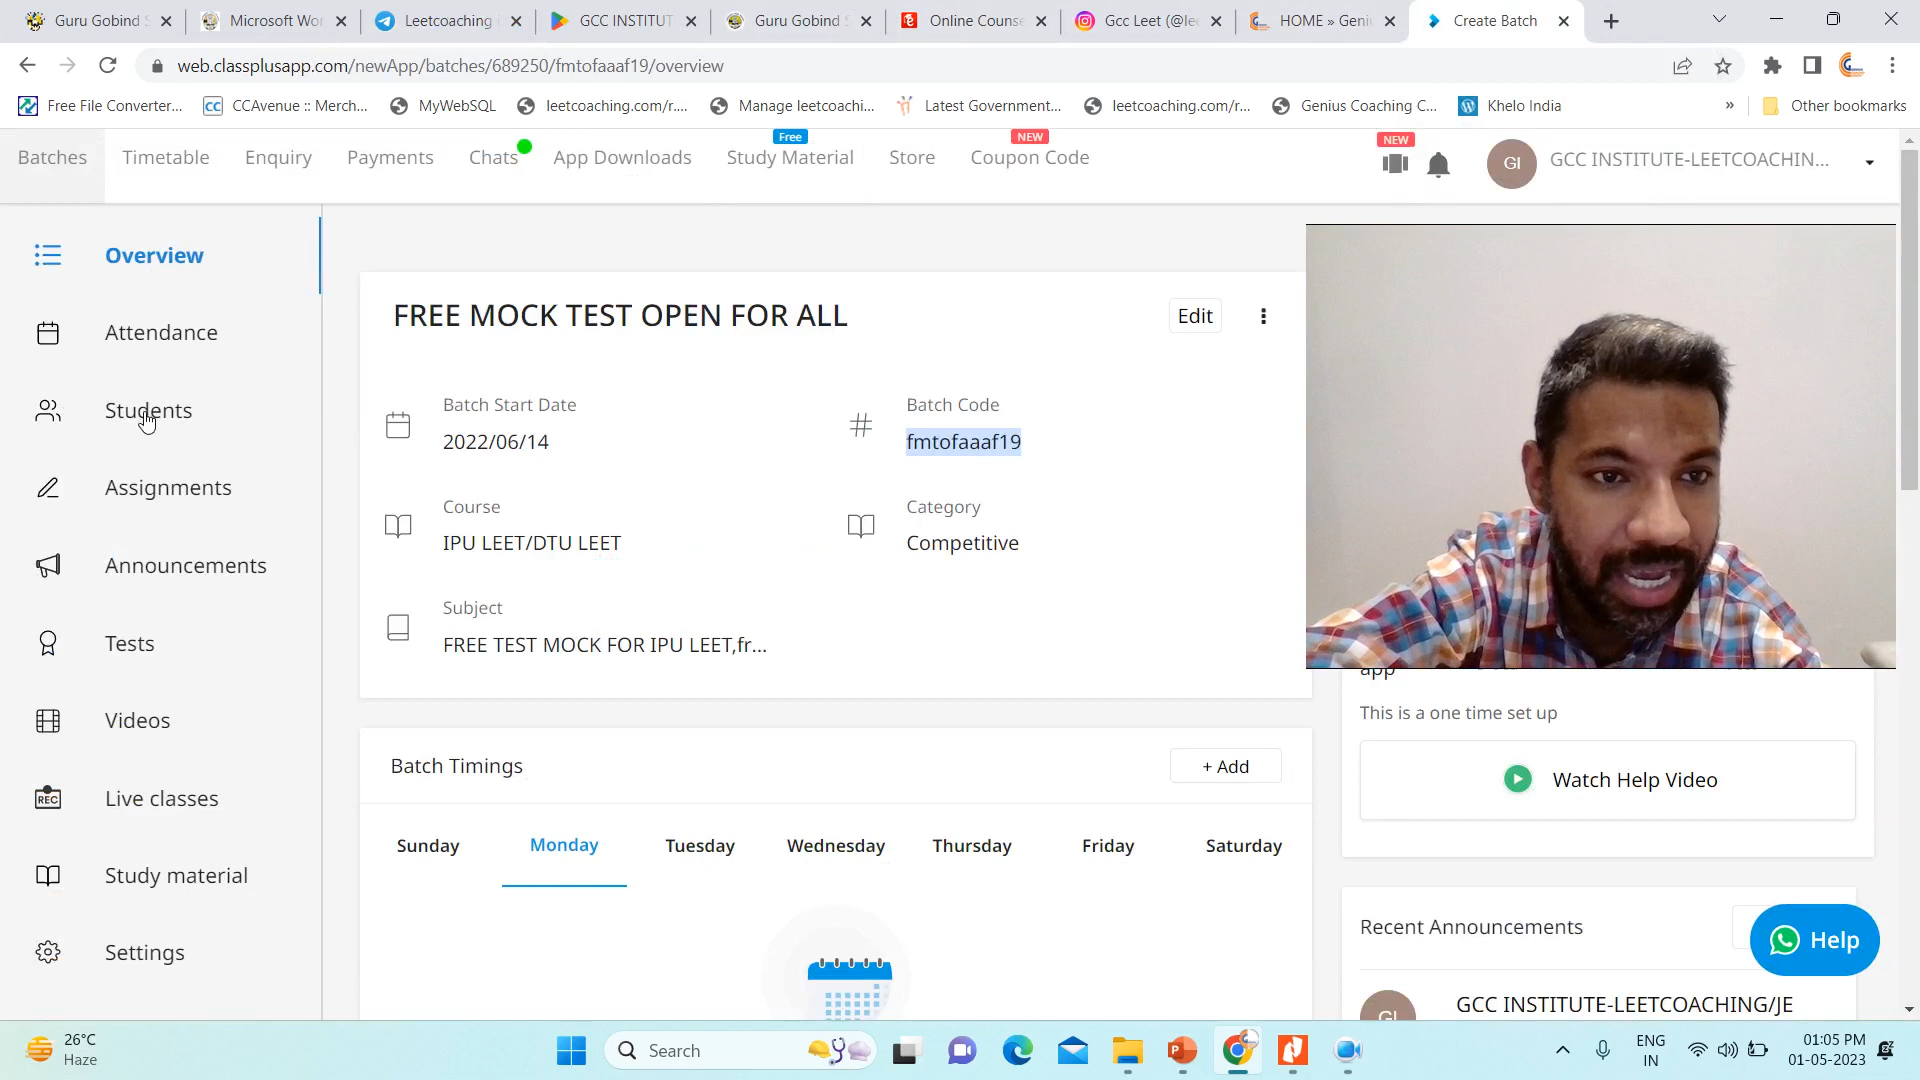 Guru Gobind S
Microsoft Wor
Leetcoaching
GCC INSTITUT
Guru Gobind S
Online Counse
Gcc Leet (@lee
HOME » Geni
Create Batch
web.classplusapp.com/newApp/batches/689250/fmtofaaaf19/overview
Free File Converter...
CC
CCAvenue :: Merch...
MyWebSQL
leetcoaching.com/r....
Manage leetcoachi...
Latest Government...
leetcoaching.com/r...
Genius Coaching C...
Khelo India
»
Other bookmarks
Batches
Timetable
Enquiry
Payments
Chats
App Downloads
Free
Study Material
Store
NEW
Coupon Code
NEW
GI
GCC INSTITUTE-LEETCOACHIN...
Overview
Attendance
Students
Assignments
Announcements
Tests
Videos
REC
Live classes
Study material
Settings
FREE MOCK TEST OPEN FOR ALL
Edit
Batch Start Date
2022/06/14
Batch Code
fmtofaaaf19
Course
IPU LEET/DTU LEET
Category
Competitive
Subject
FREE TEST MOCK FOR IPU LEET,fr...
Batch Timings
+ Add
Sunday
Monday
Tuesday
Wednesday
Thursday
Friday
Saturday
app
This is a one time set up
Watch Help Video
Recent Announcements
Help
GI
GCC INSTITUTE-LEETCOACHING/JE
26°C
Haze
Search
ENG
IN
01:05 PM
01-05-2023